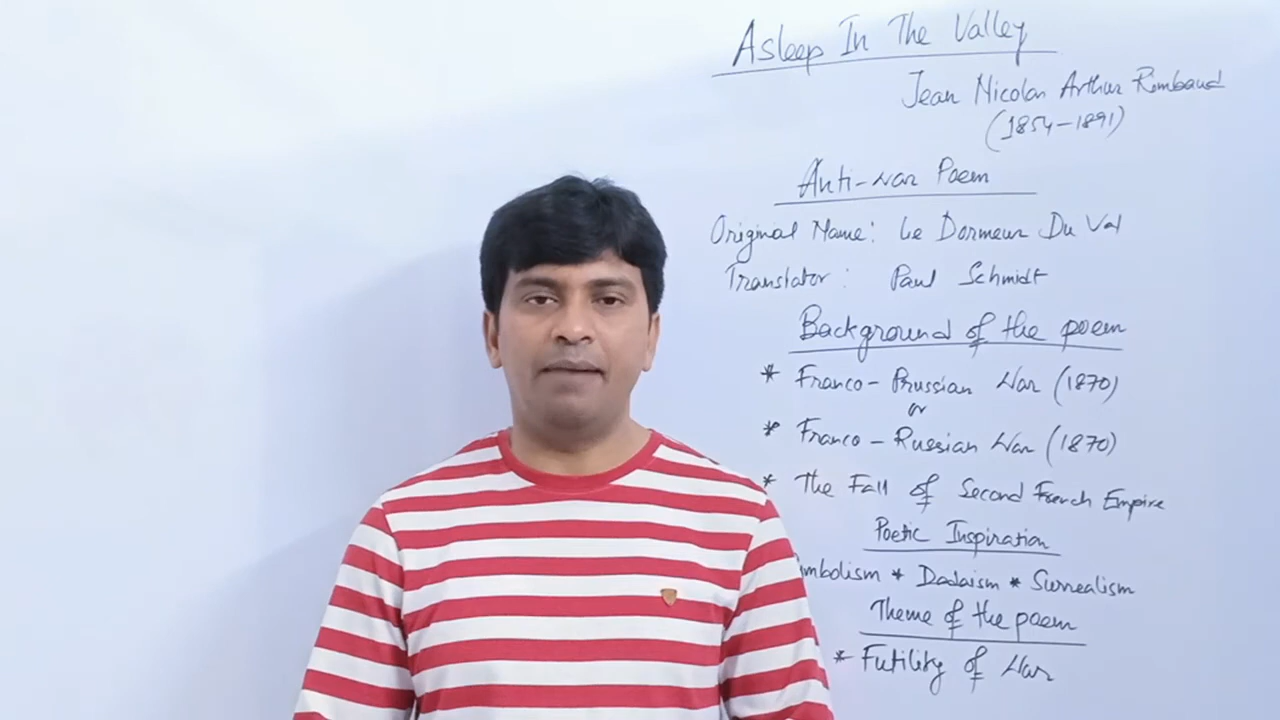 Asleep In The Valley
Jean Nicolas Arthur Rimbaud
(1854-1891)
Anti-war Poem
Original Name: Le Dormeur Du Val
Translator: Paul Schmidt
Background of the poem
* Franco-Prussian War (1870)
or
* Franco-Russian War (1870)
* The Fall of Second French Empire
Poetic Inspiration
mbolism * Dadaism * Surrealism
Theme of the poem
* Futility of War